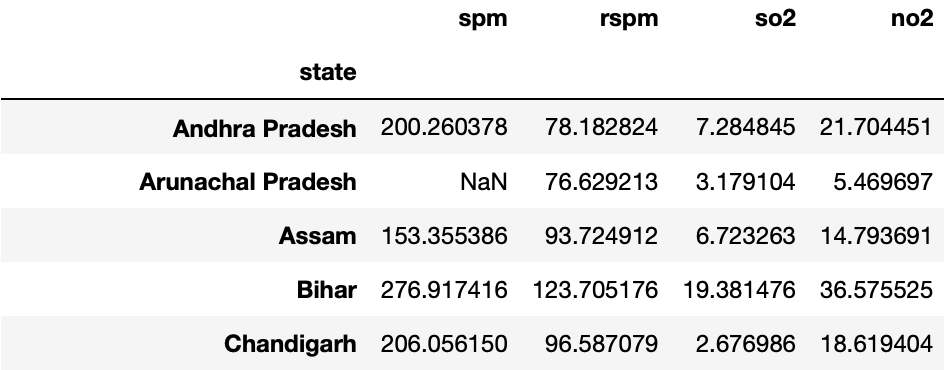 spm rspm so2 no2
state
Andhra Pradesh 200.260378 78.182824 7.284845 21.704451
Arunachal Pradesh NaN 76.629213 3.179104 5.469697
Assam 153.355386 93.724912 6.723263 14.793691
Bihar 276.917416 123.705176 19.381476 36.575525
Chandigarh 206.056150 96.587079 2.676986 18.619404